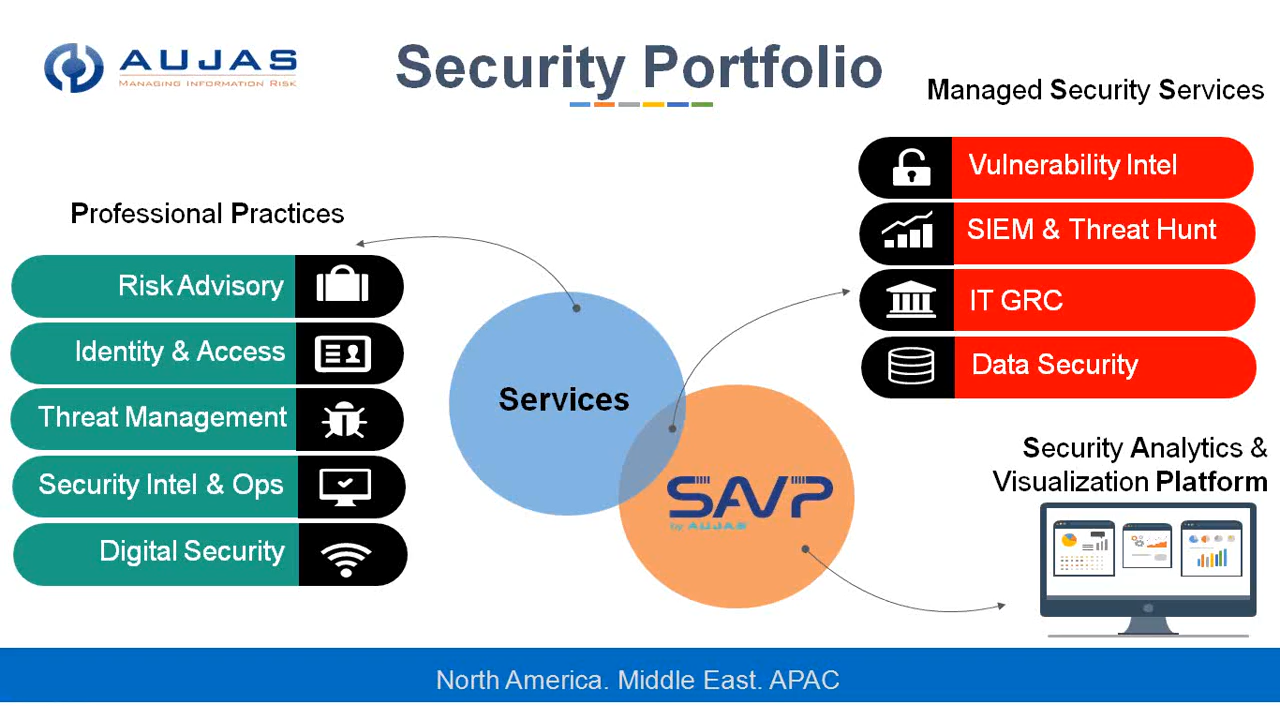 AUJAS
MANAGING INFORMATION RISK
Security Portfolio
Managed Security Services
Vulnerability Intel
SIEM & Threat Hunt
IT GRC
Data Security
Professional Practices
Risk Advisory
Identity & Access
Threat Management
Security Intel & Ops
Digital Security
Services
SAVP
by AUJAS
Security Analytics &
Visualization Platform
North America. Middle East. APAC